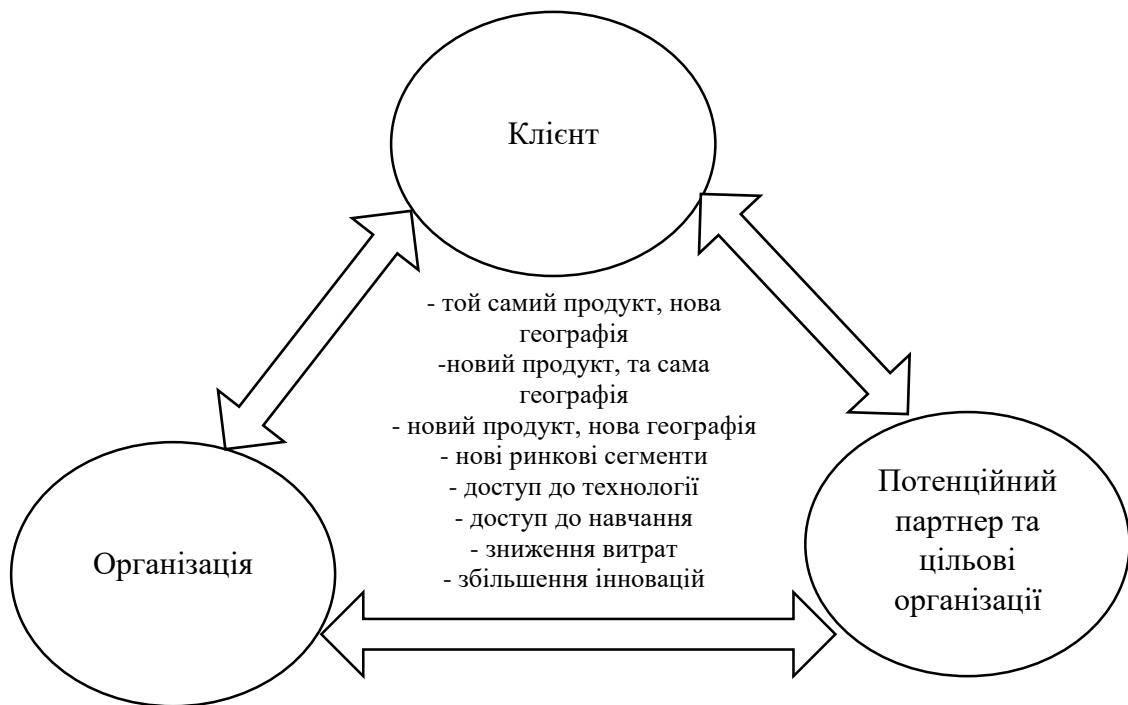 Клієнт
- той самий продукт, нова
географія
-новий продукт, та сама
географія
- новий продукт, нова географія
- нові ринкові сегменти
- доступ до технології
- доступ до навчання
- зниження витрат
- збільшення інновацій
Організація
Потенційний
партнер та
цільові
організації